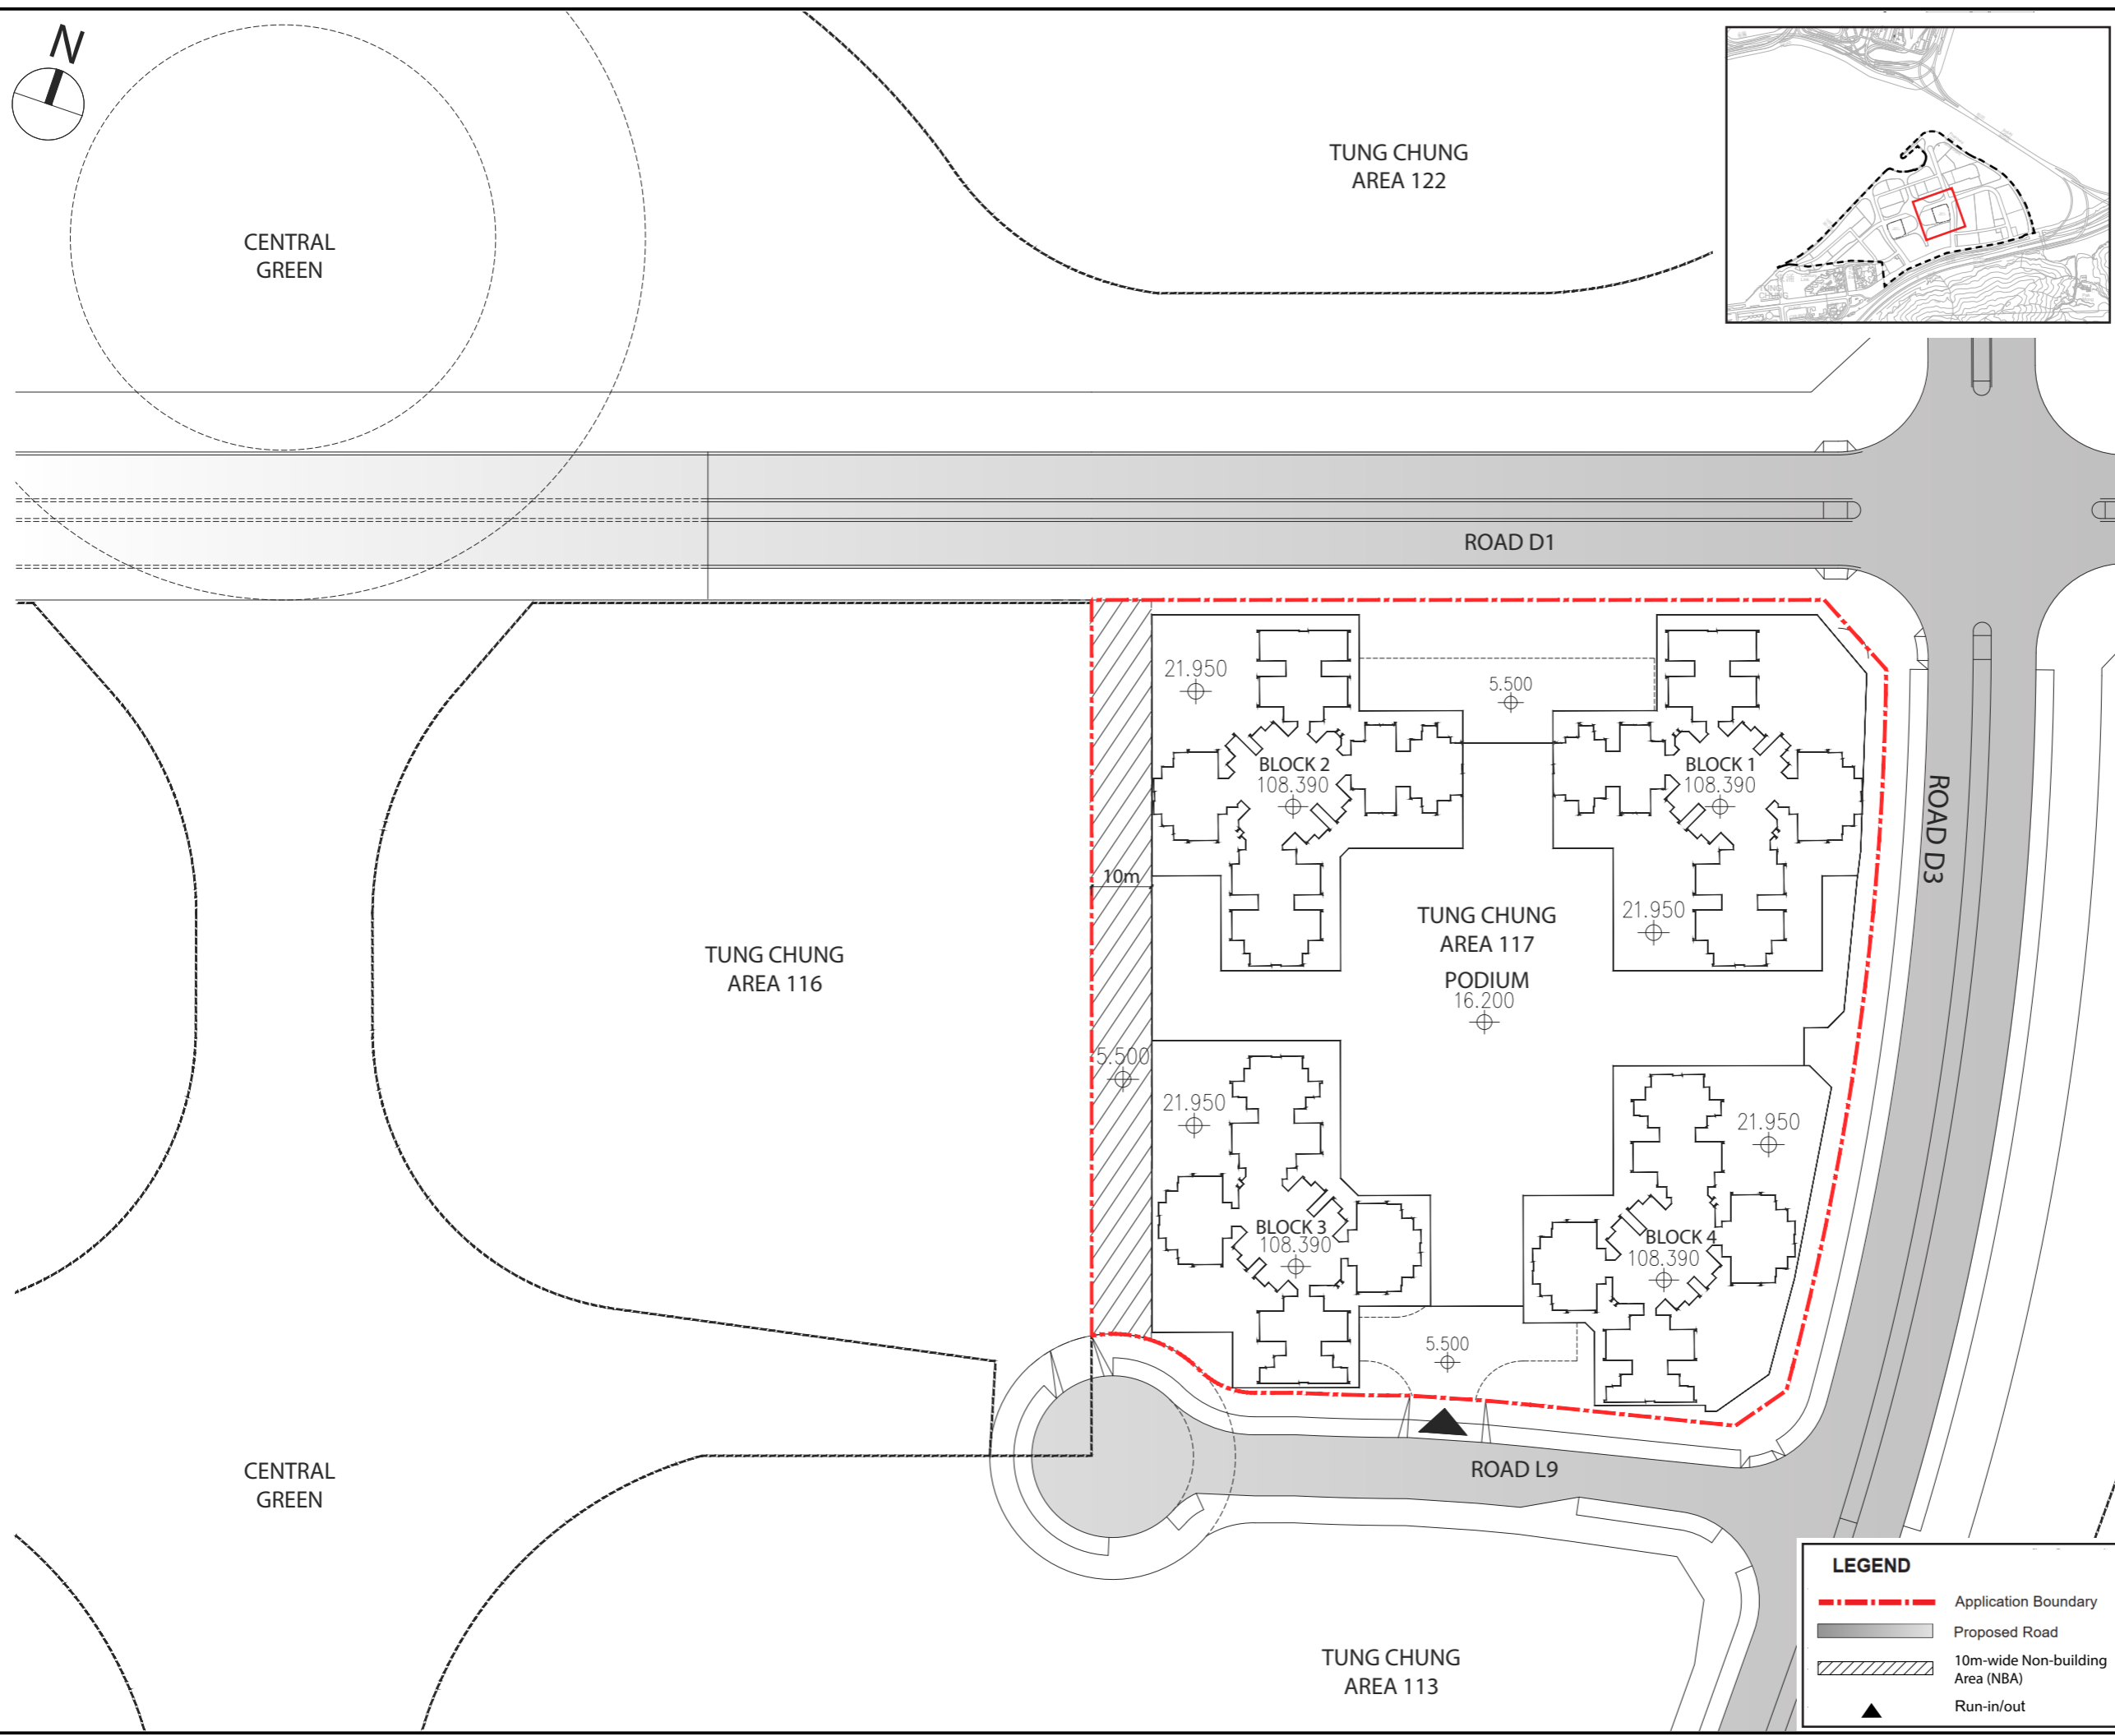 N
CENTRAL
GREEN
TUNG CHUNG
AREA 122
ROAD D1
21.950
5.500
BLOCK 2
108.390
BLOCK 1
108.390
ROAD D3
10m
21.950
TUNG CHUNG
AREA 117
PODIUM
16.200
TUNG CHUNG
AREA 116
5.500
21.950
21.950
BLOCK 3
108.390
BLOCK 4
108.390
5.500
ROAD L9
CENTRAL
GREEN
TUNG CHUNG
AREA 113
LEGEND
Application Boundary
Proposed Road
10m-wide Non-building
Area (NBA)
Run-in/out